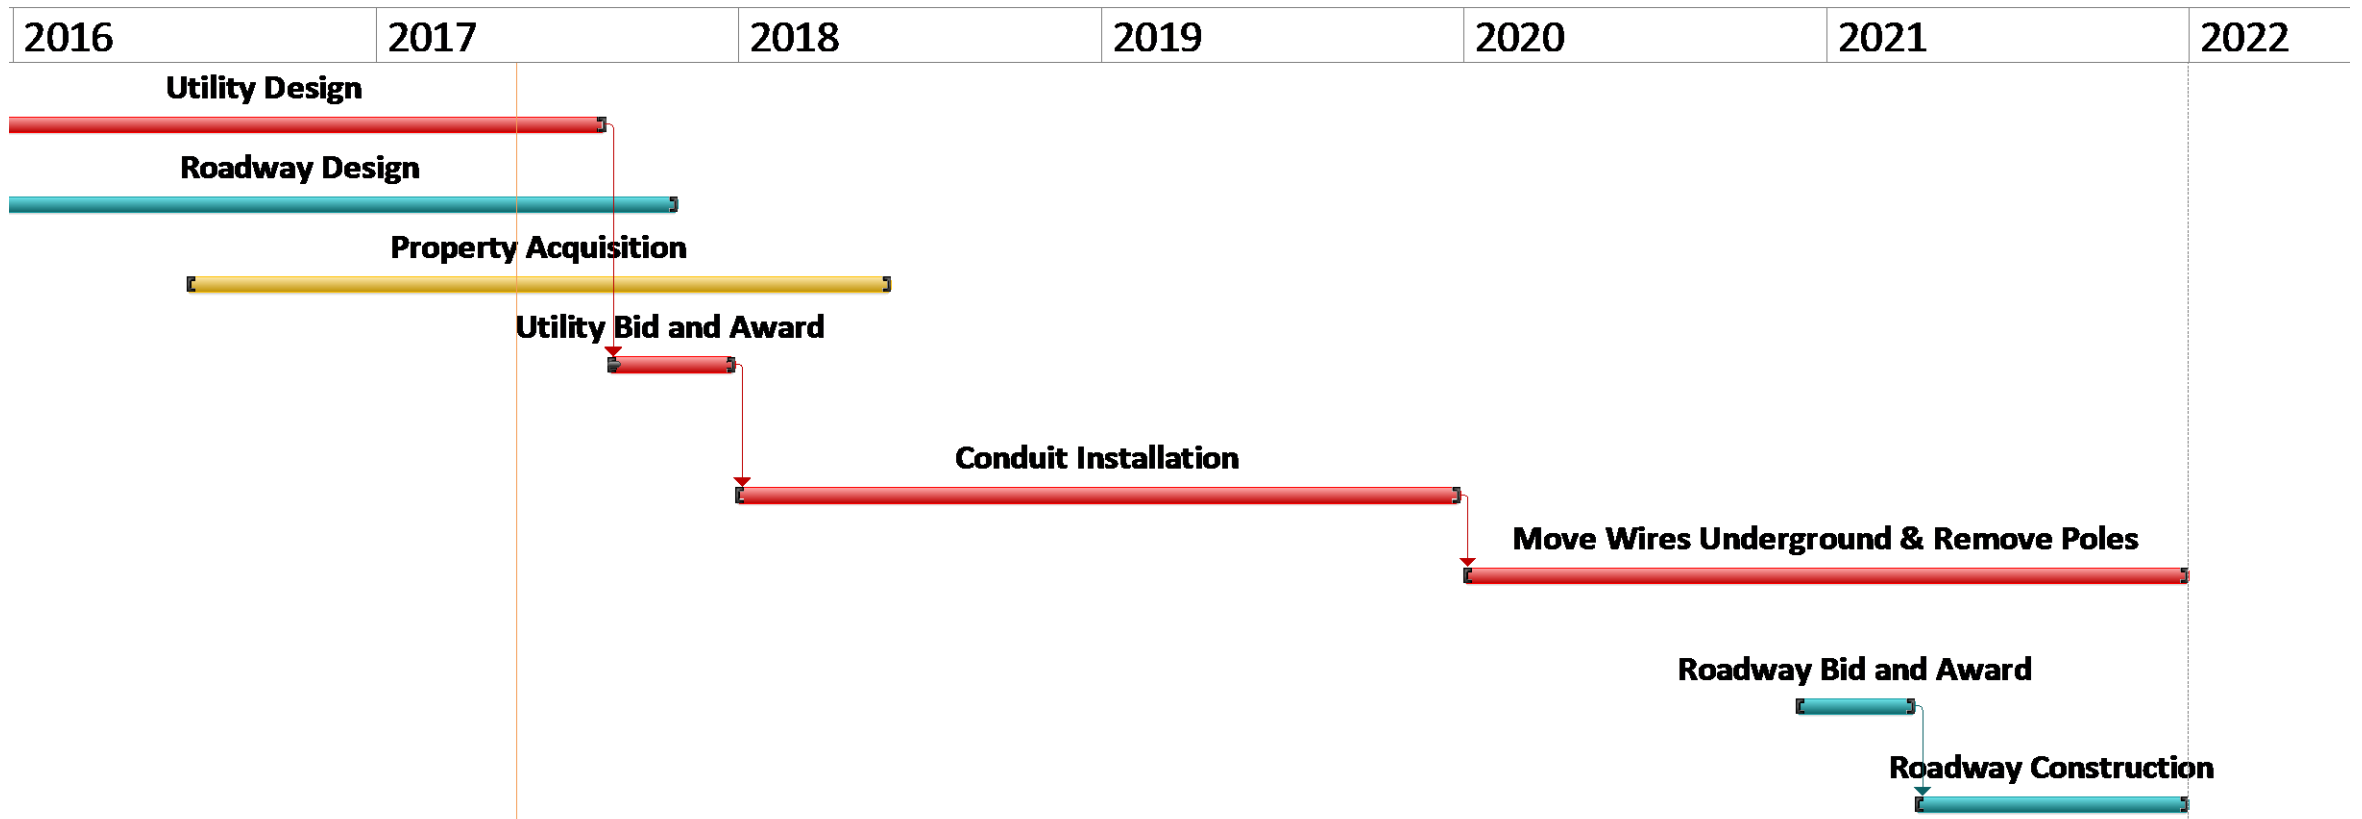 2016 2017 2018 2019 2020 2021 2022
Utility Design
Roadway Design
Property Acquisition
Utility Bid and Award
Conduit Installation
Move Wires Underground & Remove Poles
Roadway Bid and Award
Roadway Construction